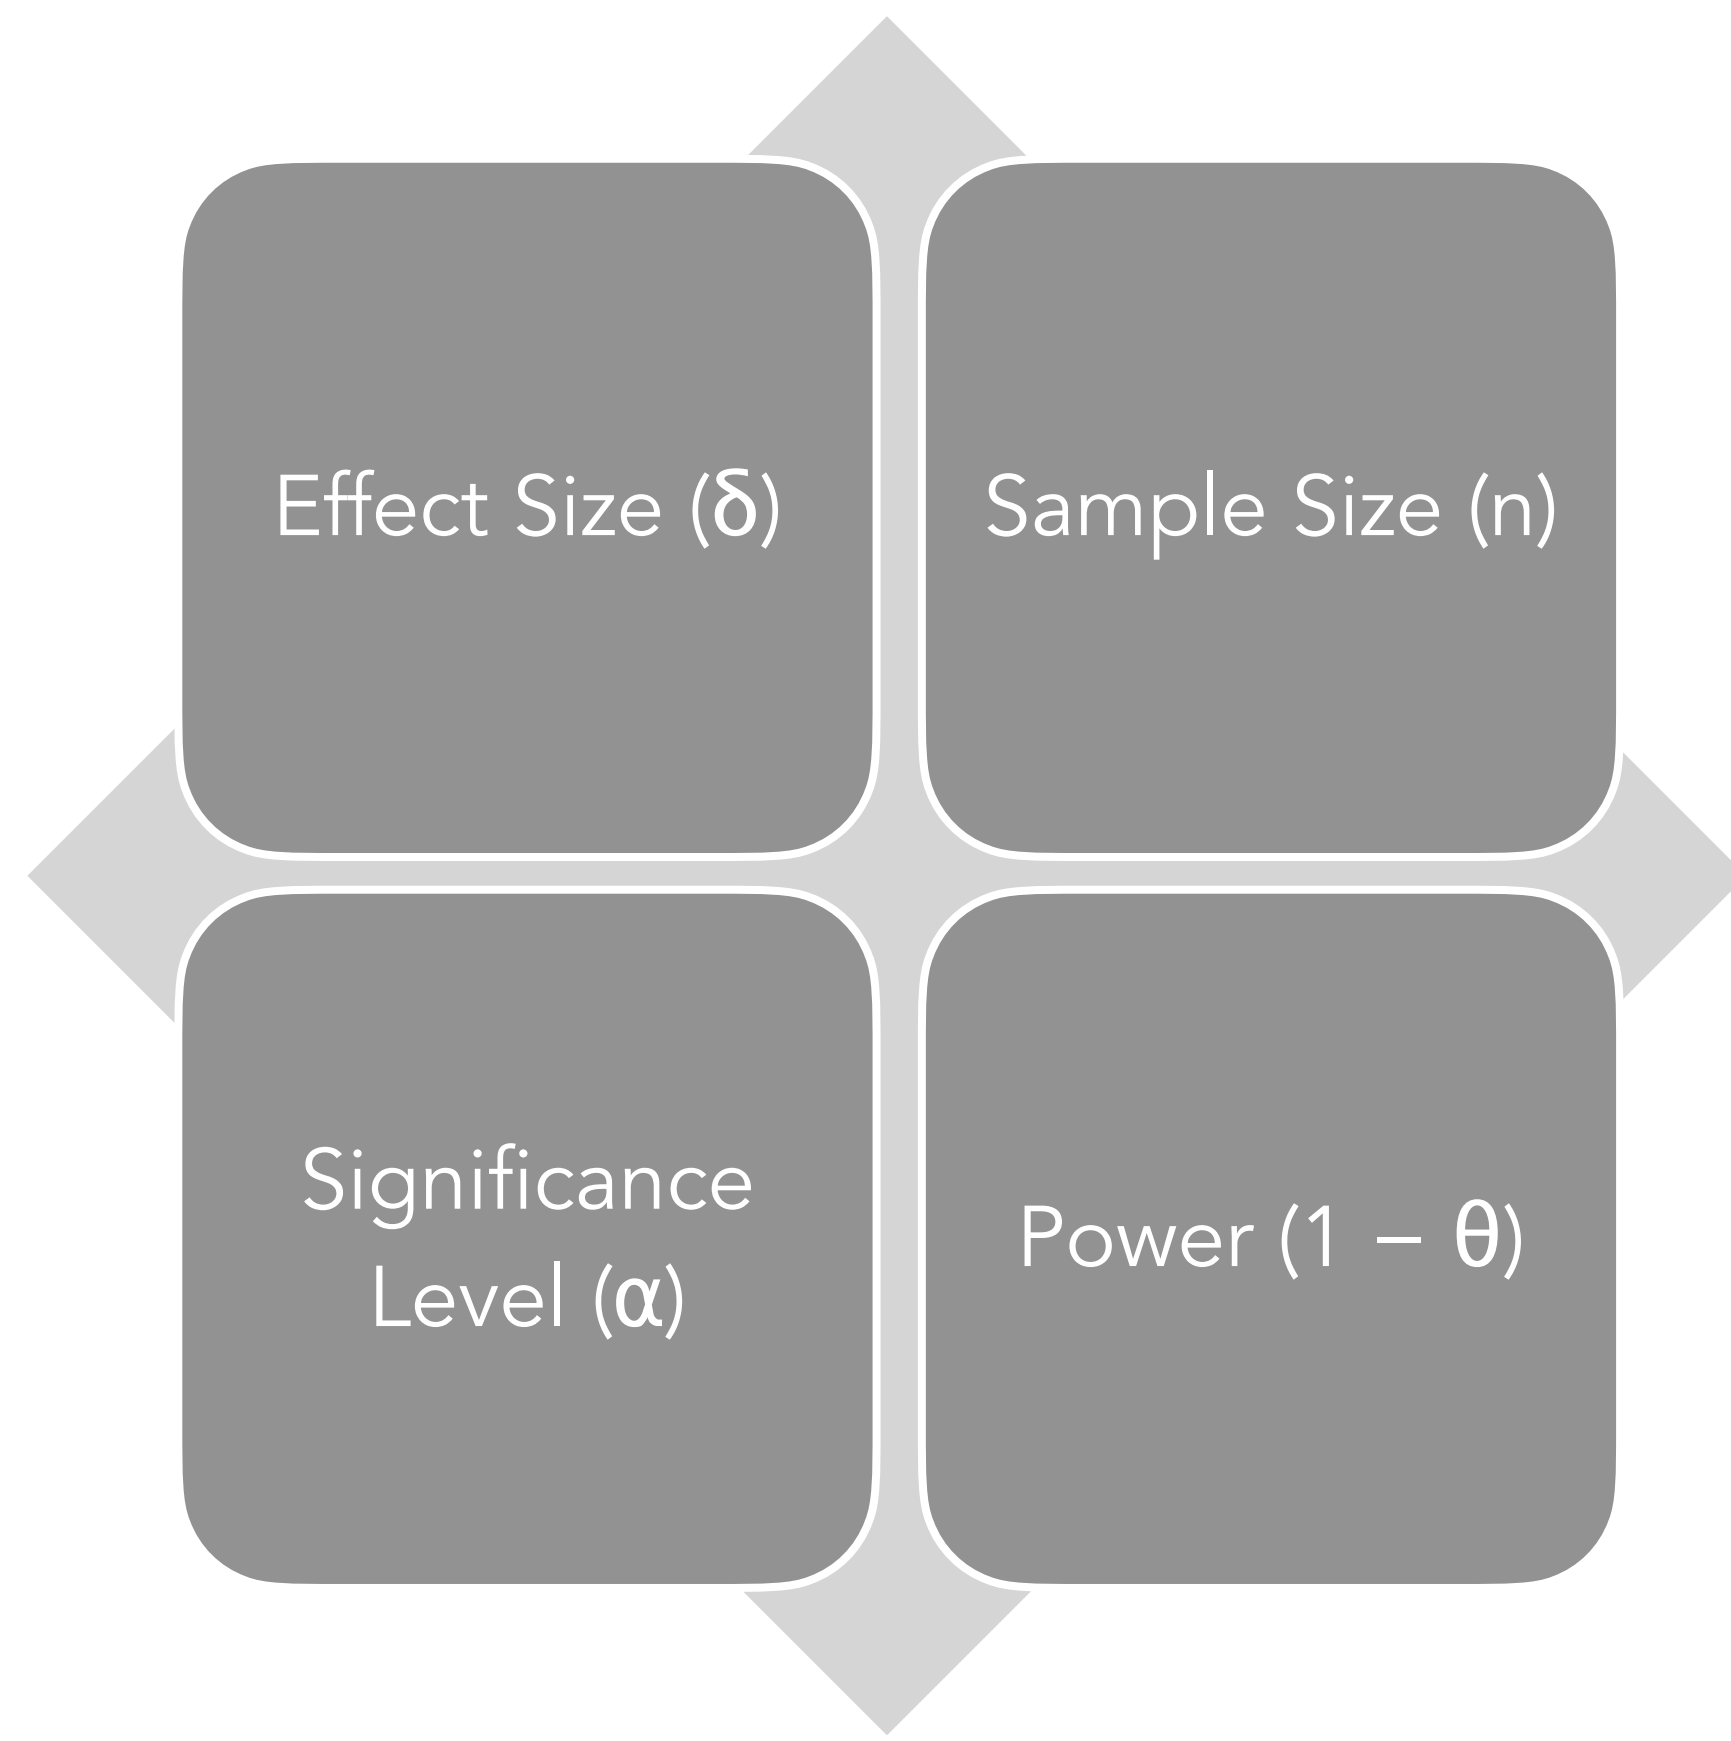 Effect Size (δ)
Sample Size (n)
Significance
Level (α)
Power (1 − θ)